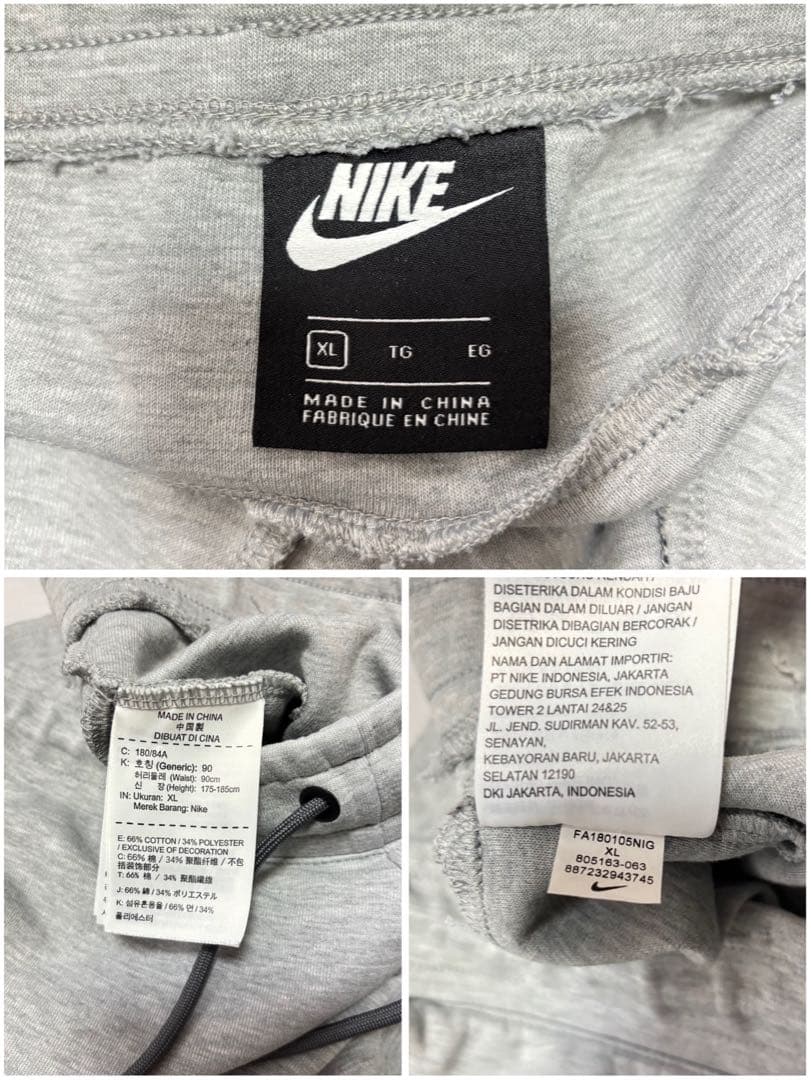 NIKE
XL TG EG
MADE IN CHINA
FABRIQUE EN CHINE
MADE IN CHINA
中国製
DIBUAT DI CINA
C: 180/84A
K: 호칭 (Generic): 90
허리둘레 (Waist): 90cm
신 장 (Height): 175-185cm
IN: Ukuran: XL
Merek Barang: Nike
E: 66% COTTON / 34% POLYESTER
/ EXCLUSIVE OF DECORATION
C: 66% 棉 / 34% 聚酯纤维 / 不包
括装饰部分
T: 66% 棉 / 34% 聚酯纖維
J: 66% 綿 / 34% ポリエステル
K: 섬유혼용율 / 66% 면 / 34%
폴리에스터
DISETERIKA DALAM KONDISI BAJU
BAGIAN DALAM DILUAR / JANGAN
DISETRIKA DIBAGIAN BERCORAK /
JANGAN DICUCI KERING
NAMA DAN ALAMAT IMPORTIR:
PT NIKE INDONESIA, JAKARTA
GEDUNG BURSA EFEK INDONESIA
TOWER 2 LANTAI 24&25
JL. JEND. SUDIRMAN KAV. 52-53,
SENAYAN,
KEBAYORAN BARU, JAKARTA
SELATAN 12190
DKI JAKARTA, INDONESIA
FA180105NIG
XL
805163-063
887232943745